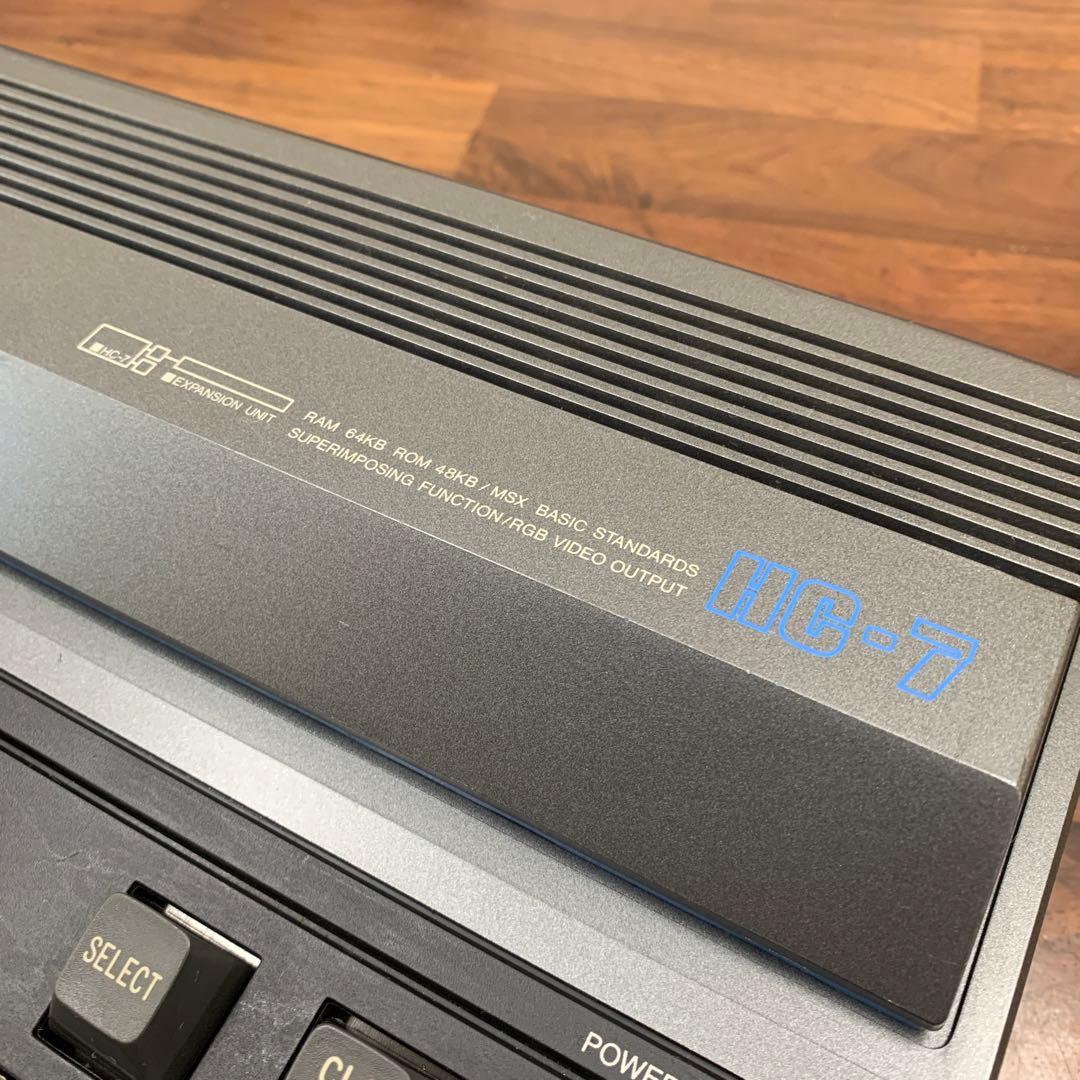 ■HC-7
■EXPANSION UNIT
RAM 64KB ROM 48KB/MSX BASIC STANDARDS
SUPERIMPOSING FUNCTION/RGB VIDEO OUTPUT
HC-7
SELECT
POWER